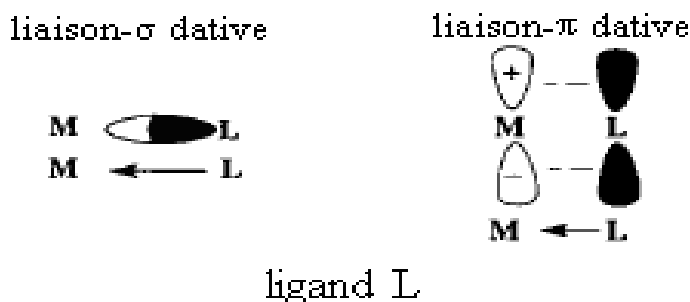 liaison-σ dative
liaison-π dative
+
M L
M L
M L
−
M L
ligand L